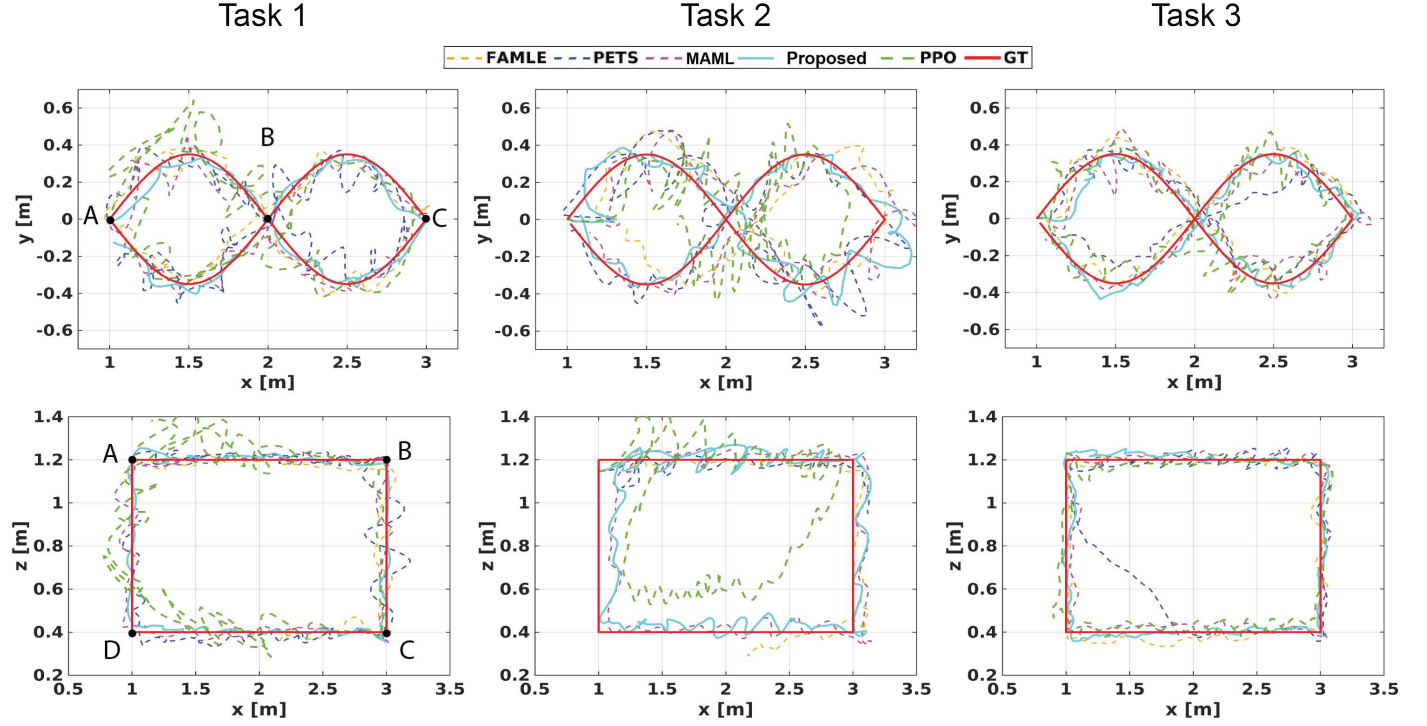 Task 1 Task 2 Task 3
FAMLE PETS MAML Proposed PPO GT
0.6 0.4 0.2 0 -0.2 -0.4 -0.6
y [m]
A B C
1 1.5 2 2.5 3
x [m]
0.6 0.4 0.2 0 -0.2 -0.4 -0.6
y [m]
1 1.5 2 2.5 3
x [m]
0.6 0.4 0.2 0 -0.2 -0.4 -0.6
y [m]
1 1.5 2 2.5 3
x [m]
1.4 1.2 1 0.8 0.6 0.4 0.2
z [m]
A B
D C
0.5 1 1.5 2 2.5 3 3.5
x [m]
1.4 1.2 1 0.8 0.6 0.4 0.2
z [m]
0.5 1 1.5 2 2.5 3 3.5
x [m]
1.4 1.2 1 0.8 0.6 0.4 0.2
z [m]
0.5 1 1.5 2 2.5 3 3.5
x [m]